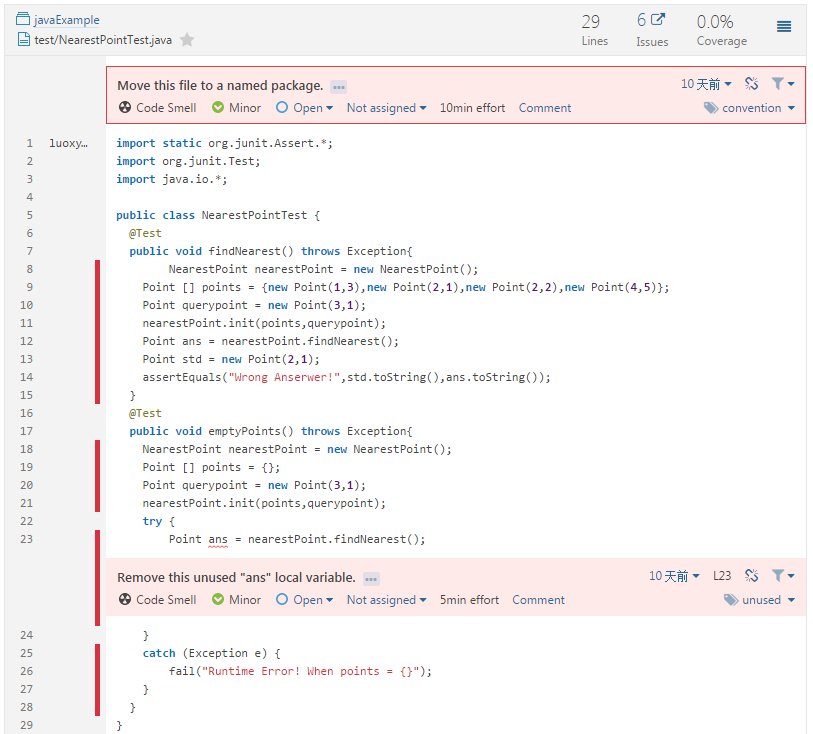 javaExample
test/NearestPointTest.java
29 Lines
6 Issues
0.0% Coverage
Move this file to a named package. 10 天前
Code Smell Minor Open Not assigned 10min effort Comment convention
1 luoxy… import static org.junit.Assert.*;
2 import org.junit.Test;
3 import java.io.*;
4
5 public class NearestPointTest {
6 @Test
7 public void findNearest() throws Exception{
8 NearestPoint nearestPoint = new NearestPoint();
9 Point [] points = {new Point(1,3),new Point(2,1),new Point(2,2),new Point(4,5)};
10 Point querypoint = new Point(3,1);
11 nearestPoint.init(points,querypoint);
12 Point ans = nearestPoint.findNearest();
13 Point std = new Point(2,1);
14 assertEquals("Wrong Anserwer!",std.toString(),ans.toString());
15 }
16 @Test
17 public void emptyPoints() throws Exception{
18 NearestPoint nearestPoint = new NearestPoint();
19 Point [] points = {};
20 Point querypoint = new Point(3,1);
21 nearestPoint.init(points,querypoint);
22 try {
23 Point ans = nearestPoint.findNearest();
Remove this unused "ans" local variable. 10 天前 L23
Code Smell Minor Open Not assigned 5min effort Comment unused
24 }
25 catch (Exception e) {
26 fail("Runtime Error! When points = {}");
27 }
28 }
29 }